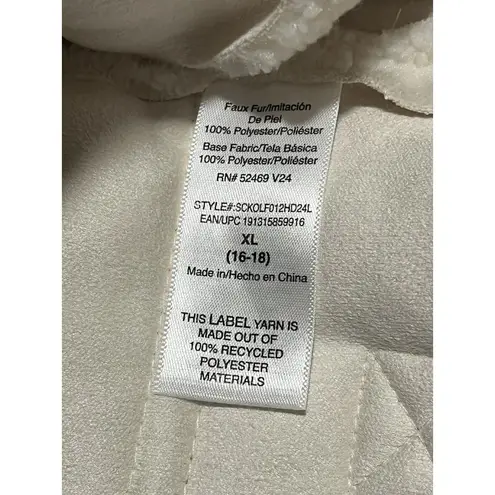 Faux Fur/Imitación
De Piel
100% Polyester/Poliéster
Base Fabric/Tela Básica
100% Polyester/Poliéster
RN# 52469 V24
STYLE#:SCKOLF012HD24L
EAN/UPC 191315859916
XL
(16-18)
Made in/Hecho en China
THIS LABEL YARN IS
MADE OUT OF
100% RECYCLED
POLYESTER
MATERIALS